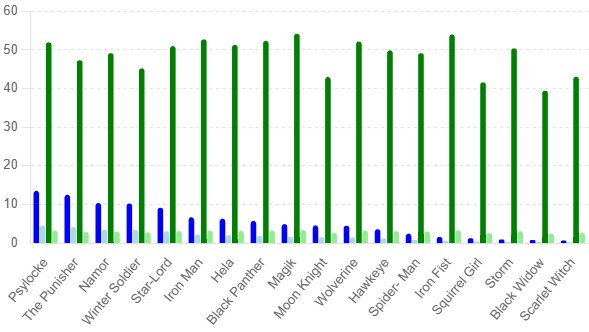 60
50
40
30
20
10
0
Psylocke
The Punisher
Namor
Winter Soldier
Star-Lord
Iron Man
Hela
Black Panther
Magik
Moon Knight
Wolverine
Hawkeye
Spider- Man
Iron Fist
Squirrel Girl
Storm
Black Widow
Scarlet Witch